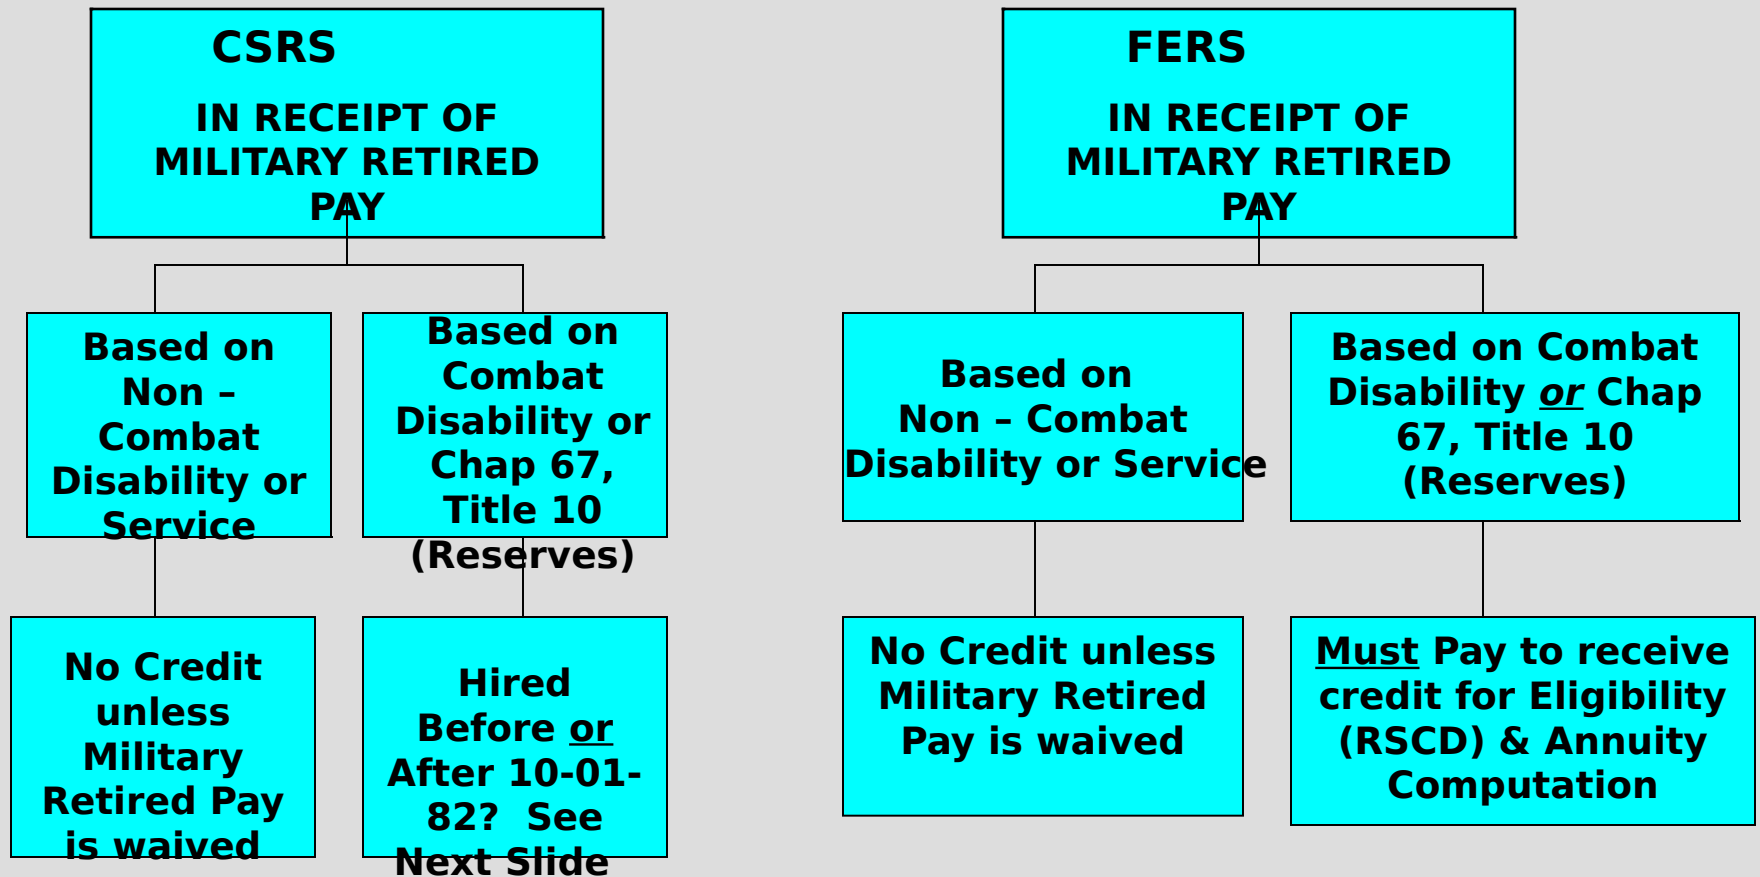 CSRS
IN RECEIPT OF
MILITARY RETIRED
PAY
Based on
Non –
Combat
Disability or
Service
Based on
Combat
Disability or
Chap 67,
Title 10
(Reserves)
No Credit
unless
Military
Retired Pay
is waived
Hired
Before or
After 10-01-
82?  See
Next Slide
FERS
IN RECEIPT OF
MILITARY RETIRED
PAY
Based on
Non – Combat
Disability or Service
Based on Combat
Disability or Chap
67, Title 10
(Reserves)
No Credit unless
Military Retired
Pay is waived
Must Pay to receive
credit for Eligibility
(RSCD) & Annuity
Computation